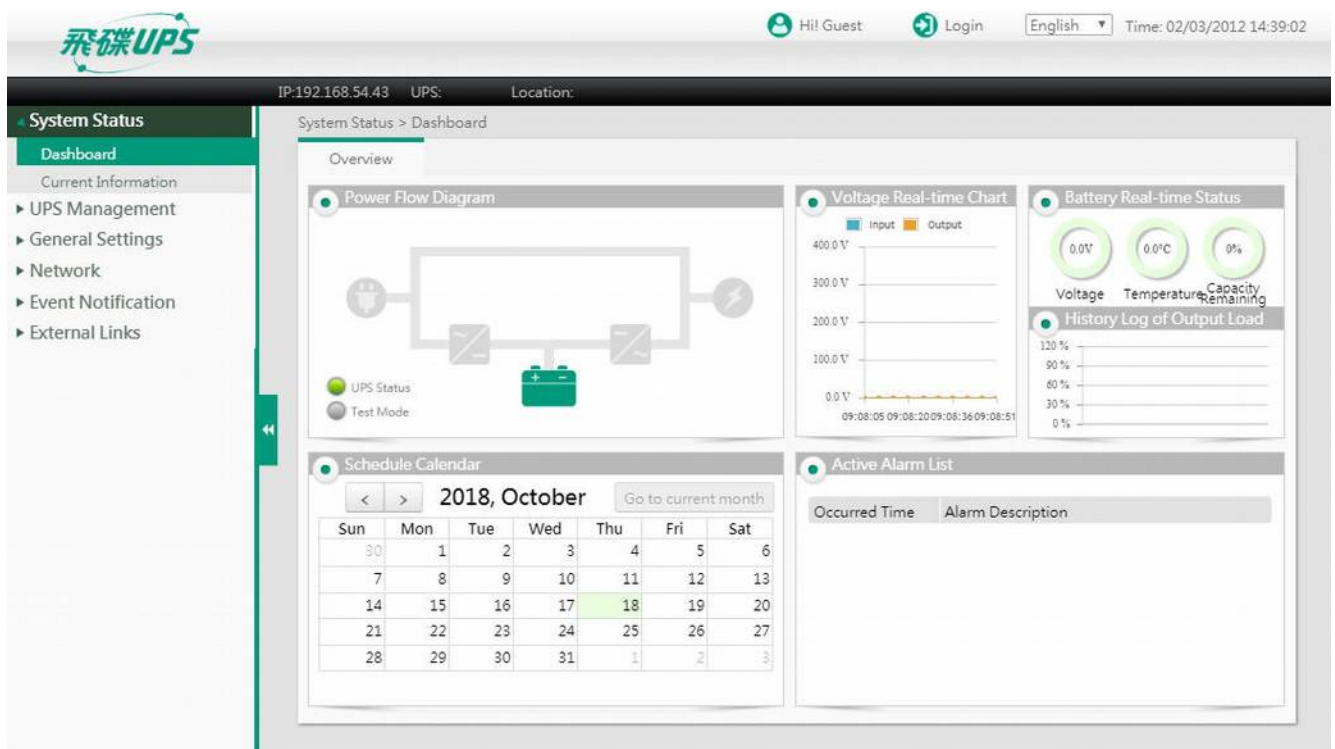 飛碟UPS
Hi! Guest Login English Time: 02/03/2012 14:39:02
IP:192.168.54.43 UPS: Location:
System Status
Dashboard
Current Information
UPS Management
General Settings
Network
Event Notification
External Links
System Status > Dashboard
Overview
Power Flow Diagram
UPS Status
Test Mode
Voltage Real-time Chart
Input Output
400.0 V
300.0 V
200.0 V
100.0 V
0.0 V
09:08:05 09:08:20 09:08:36 09:08:51
Battery Real-time Status
0.0V 0.0°C 0%
Voltage Temperature Capacity Remaining
History Log of Output Load
120 %
90 %
60 %
30 %
0 %
Schedule Calendar
< > 2018, October Go to current month
Sun Mon Tue Wed Thu Fri Sat
30 1 2 3 4 5 6
7 8 9 10 11 12 13
14 15 16 17 18 19 20
21 22 23 24 25 26 27
28 29 30 31 1 2 3
Active Alarm List
Occurred Time Alarm Description